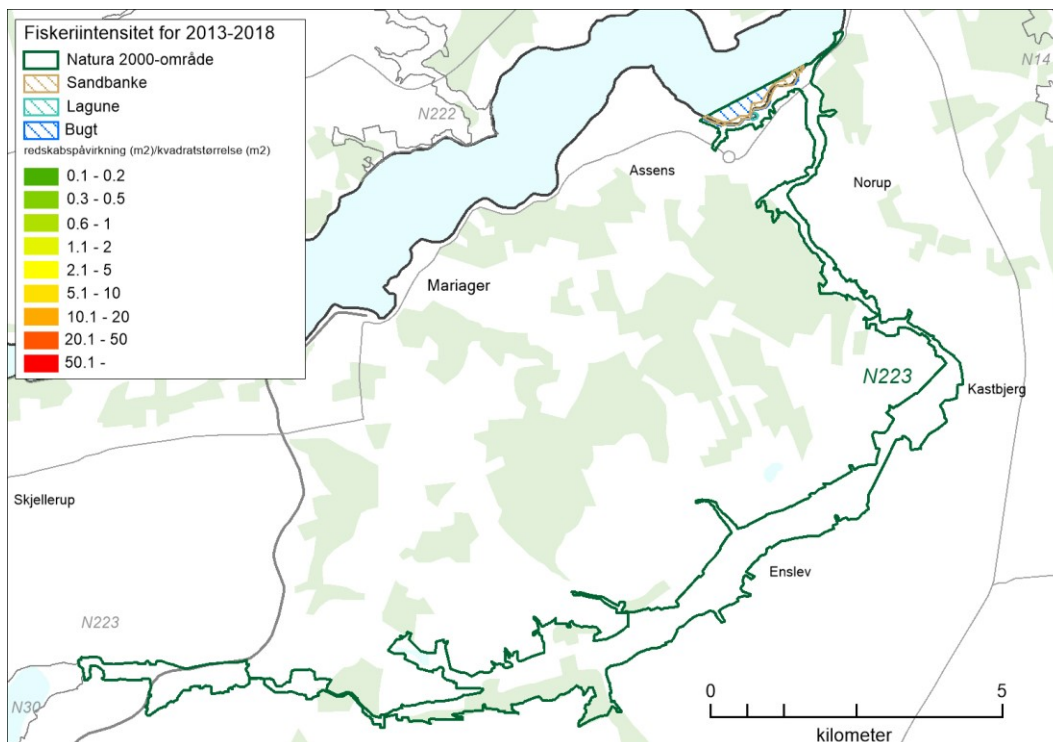 Fiskeriintensitet for 2013-2018
Natura 2000-område
Sandbanke
Lagune
Bugt
redskabspåvirkning (m2)/kvadratstørrelse (m2)
0.1 - 0.2
0.3 - 0.5
0.6 - 1
1.1 - 2
2.1 - 5
5.1 - 10
10.1 - 20
20.1 - 50
50.1 -
N14
N222
Assens
Norup
Mariager
N223
Kastbjerg
Skjellerup
Enslev
N223
N30
0 5
kilometer